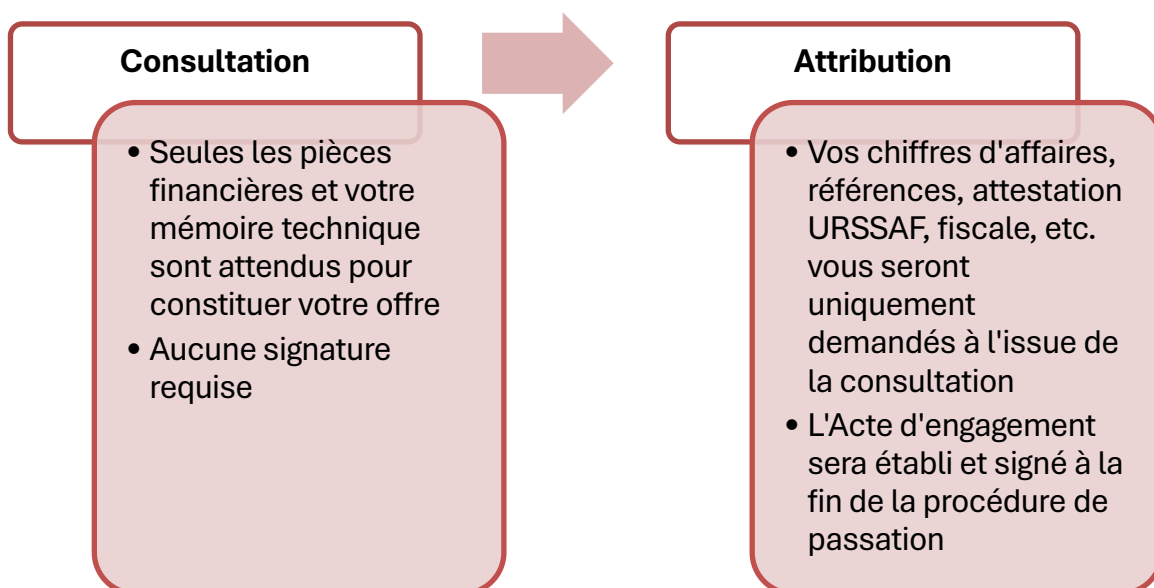 Consultation
• Seules les pièces
financières et votre
mémoire technique
sont attendus pour
constituer votre offre
• Aucune signature
requise
Attribution
• Vos chiffres d'affaires,
références, attestation
URSSAF, fiscale, etc.
vous seront
uniquement
demandés à l'issue de
la consultation
• L'Acte d'engagement
sera établi et signé à la
fin de la procédure de
passation